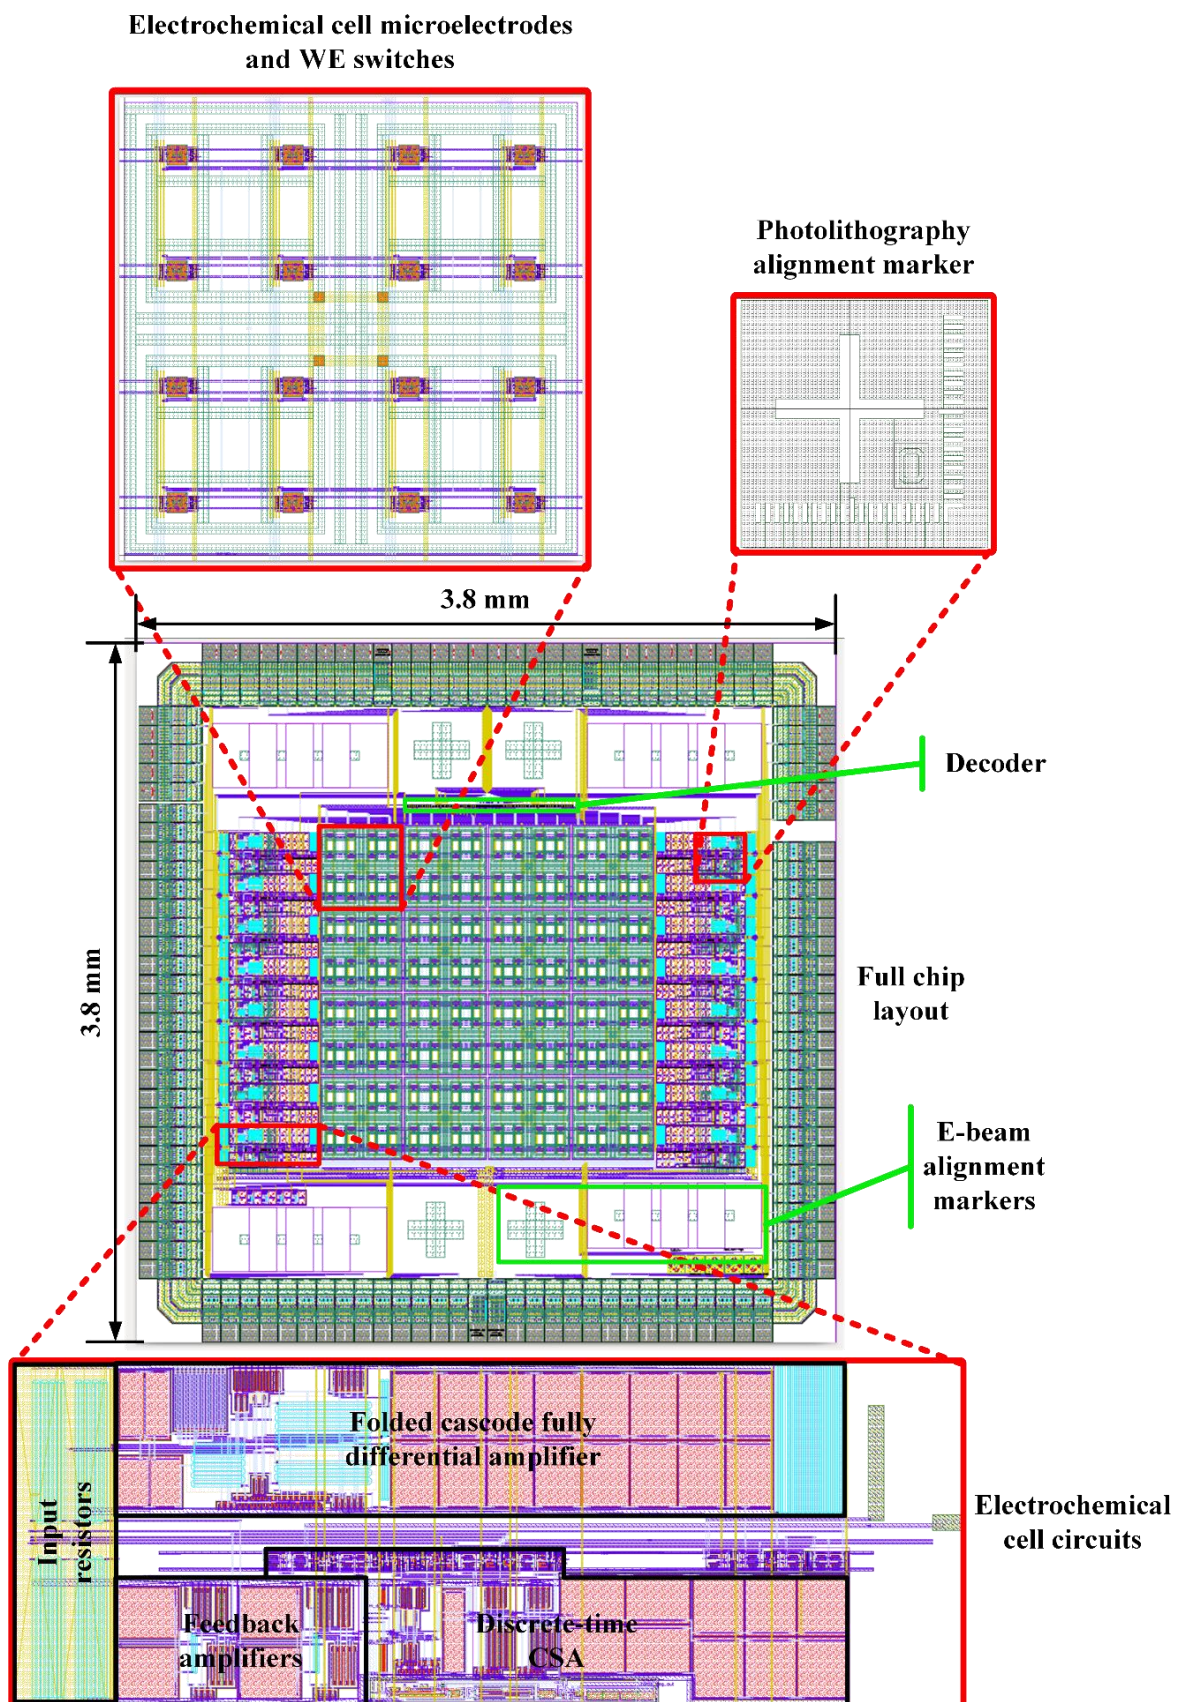 Electrochemical cell microelectrodes
and WE switches
Photolithography
alignment marker
3.8 mm
Decoder
3.8 mm
Full chip
layout
E-beam
alignment
markers
Folded cascode fully
differential amplifier
Input
resistors
Electrochemical
cell circuits
Feedback
amplifiers
Discrete-time
CSA